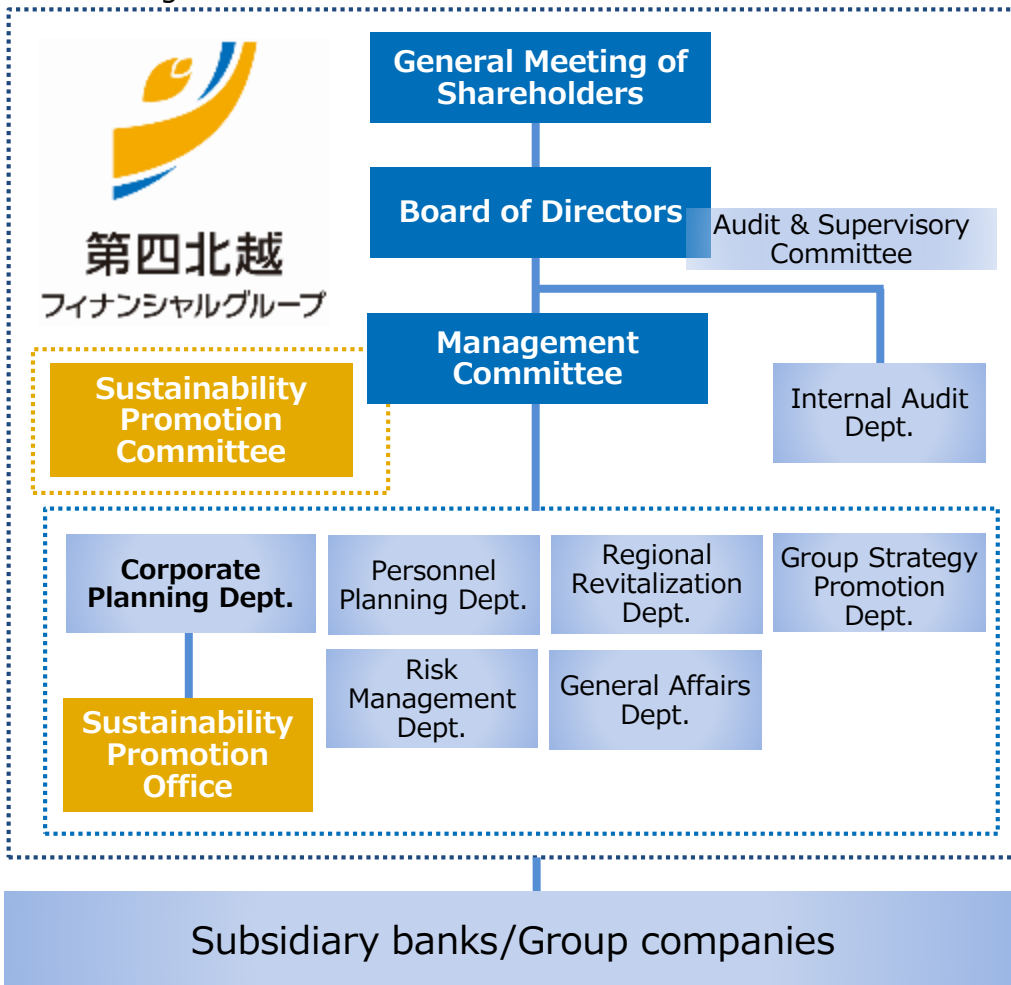 General Meeting of
Shareholders
第四北越
フィナンシャルグループ
Board of Directors
Audit & Supervisory
Committee
Management
Committee
Sustainability
Promotion
Committee
Internal Audit
Dept.
Corporate
Planning Dept.
Personnel
Planning Dept.
Regional
Revitalization
Dept.
Group Strategy
Promotion
Dept.
Sustainability
Promotion
Office
Risk
Management
Dept.
General Affairs
Dept.
Subsidiary banks/Group companies